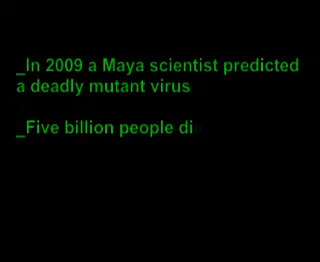 _In 2009 a Maya scientist predicted
a deadly mutant virus
_Five billion people di